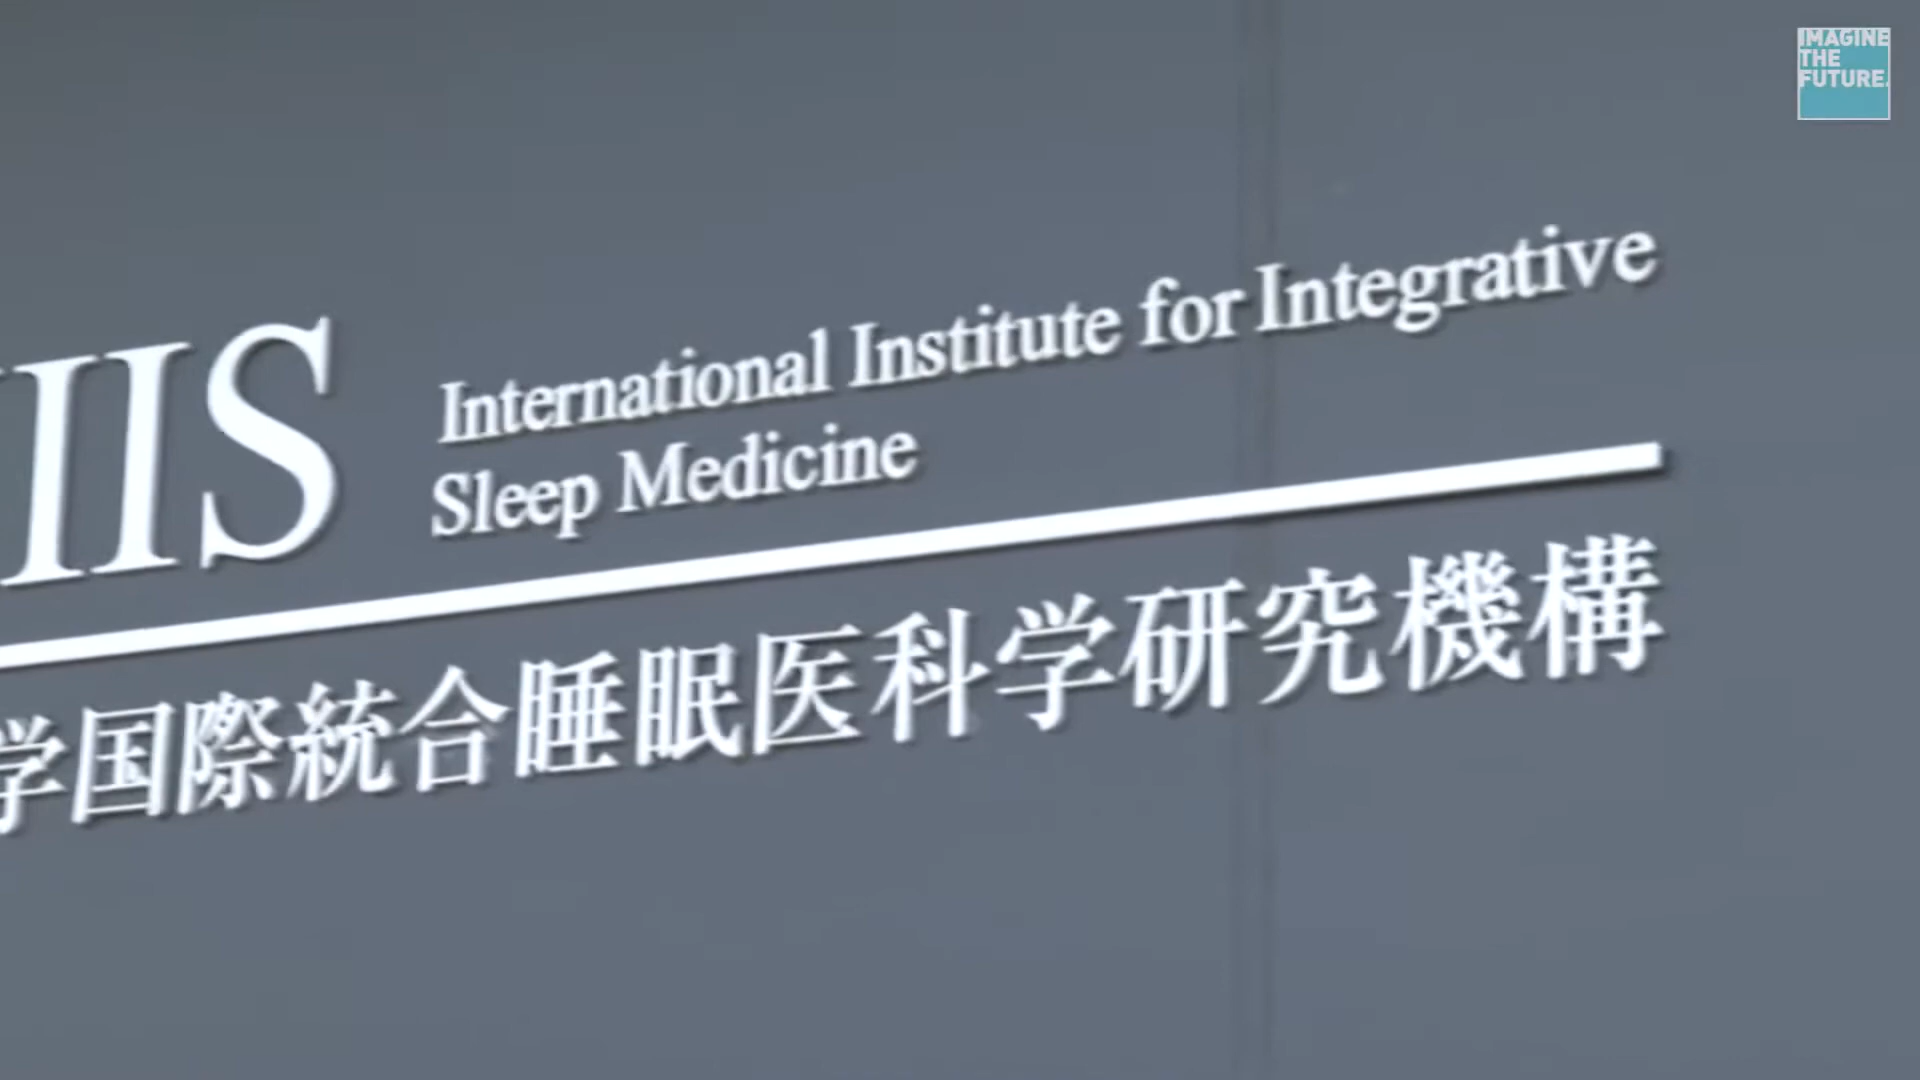 IMAGINE
THE
FUTURE.
IIIS
International Institute for Integrative
Sleep Medicine
学国際統合睡眠医科学研究機構